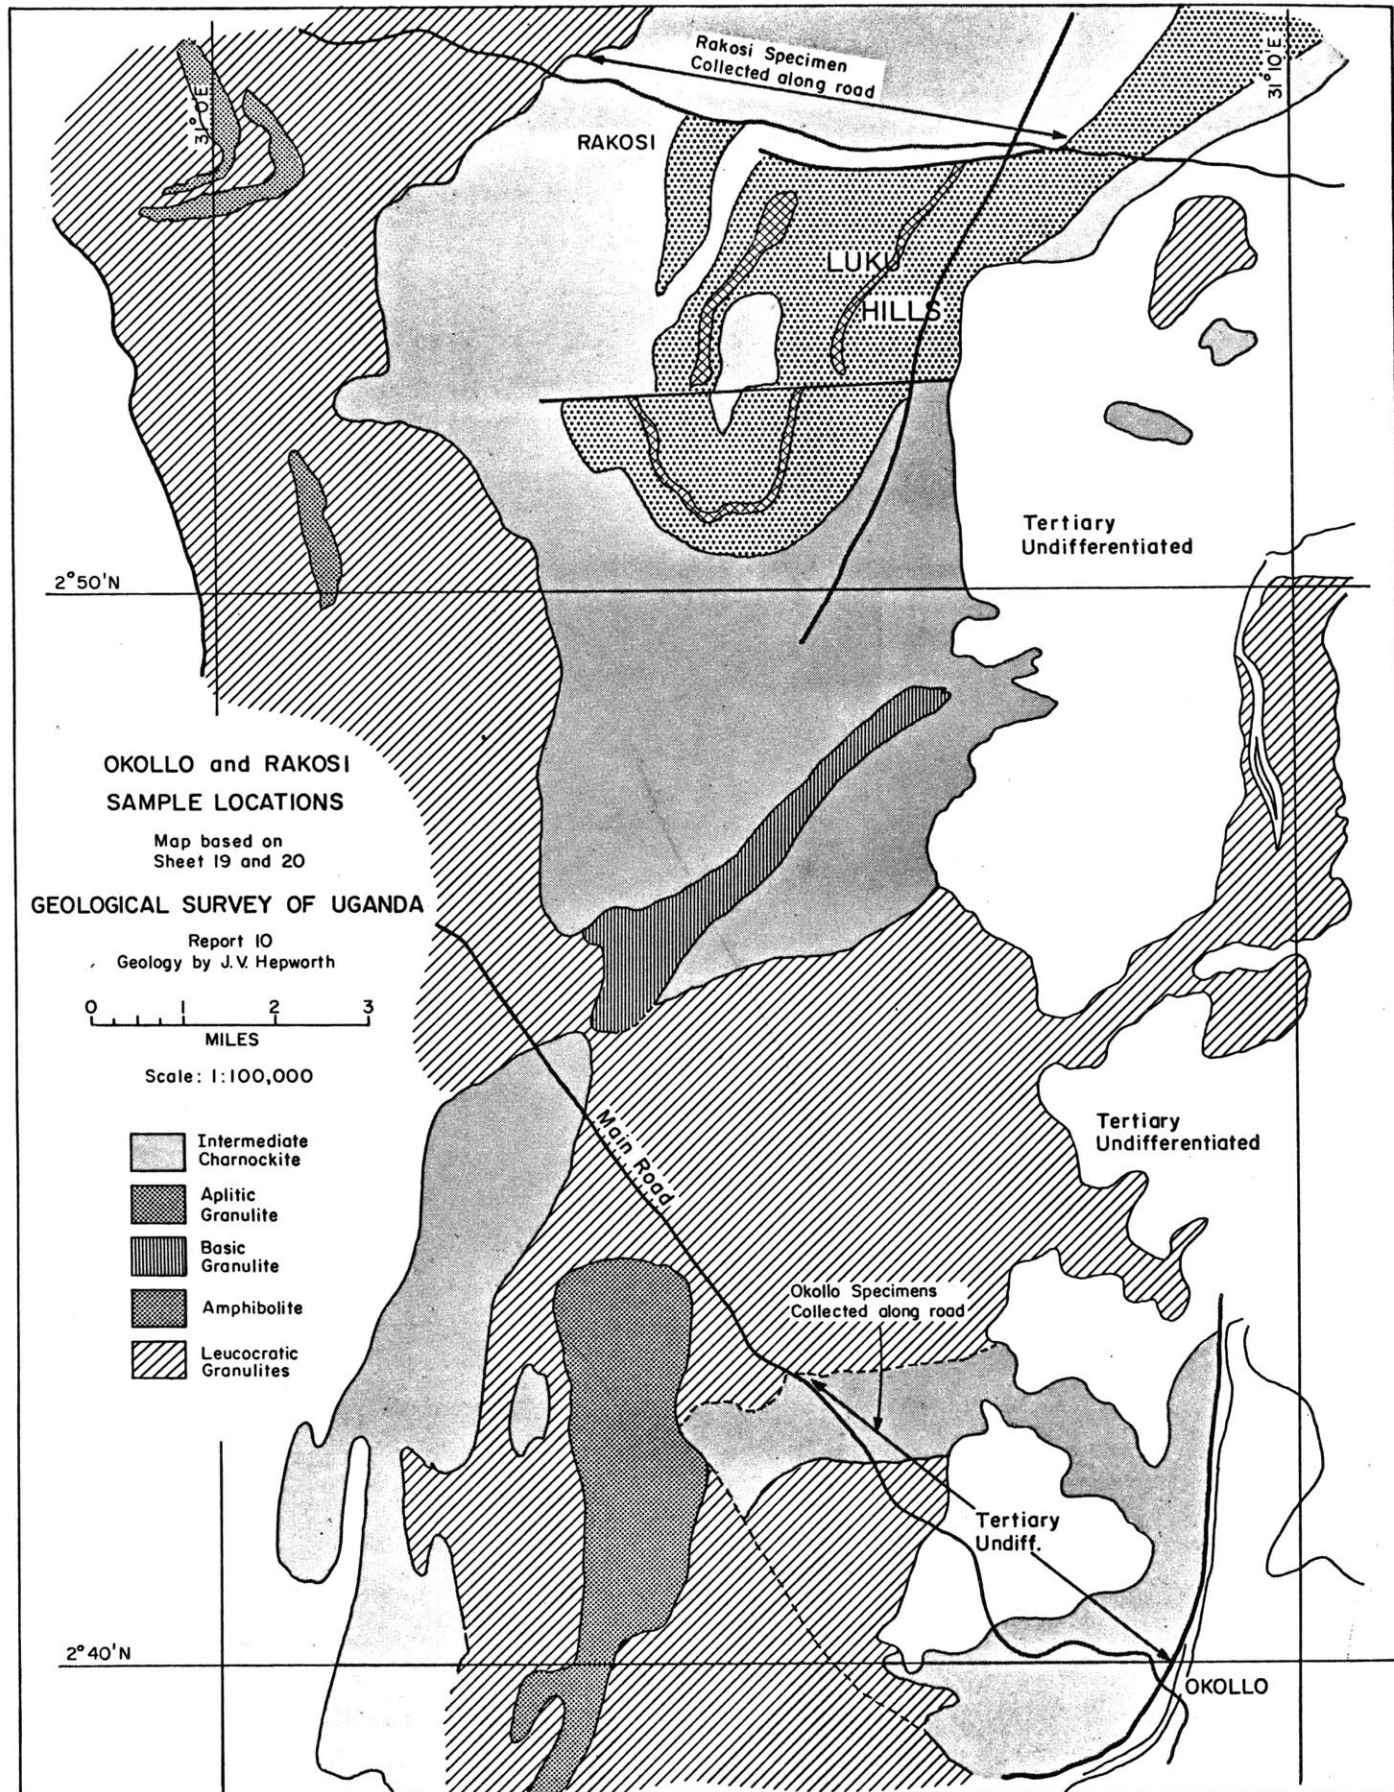 Rakosi Specimen
Collected along road
31°0'E
31°10'E
RAKOSI
LUKU
HILLS
Tertiary
Undifferentiated
2°50'N
OKOLLO and RAKOSI
SAMPLE LOCATIONS
Map based on
Sheet 19 and 20
GEOLOGICAL SURVEY OF UGANDA
Report 10
Geology by J.V. Hepworth
0 1 2 3
MILES
Scale: 1:100,000
Intermediate
Charnockite
Aplitic
Granulite
Basic
Granulite
Amphibolite
Leucocratic
Granulites
Main Road
Tertiary
Undifferentiated
Okollo Specimens
Collected along road
Tertiary
Undiff.
2°40'N
OKOLLO